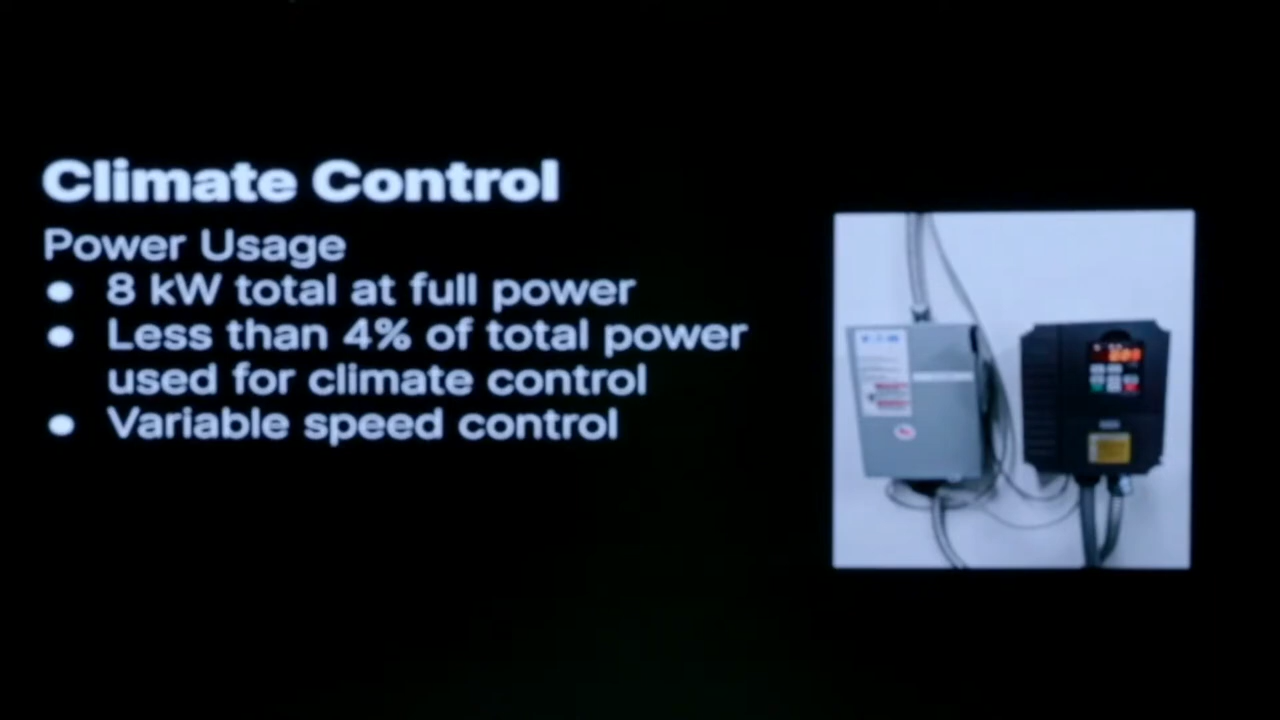 Climate Control
Power Usage
● 8 kW total at full power
● Less than 4% of total power
used for climate control
● Variable speed control